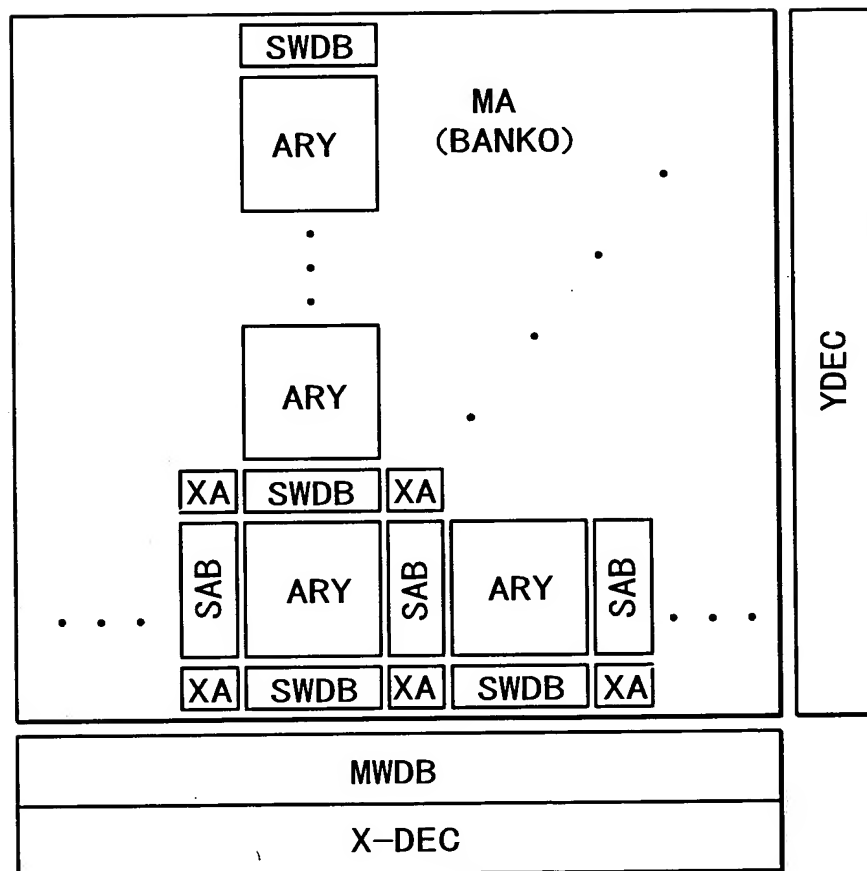 SWDB
ARY
MA
(BANKO)
ARY
YDEC
XA SWDB XA
SAB ARY SAB ARY SAB
XA SWDB XA SWDB XA
MWDB
X-DEC